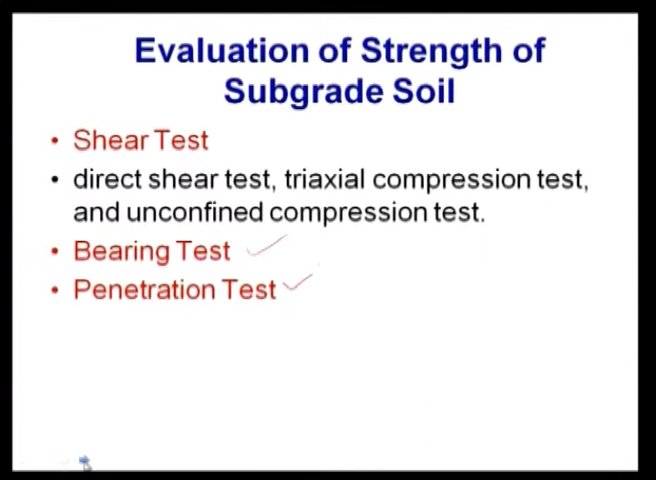 Evaluation of Strength of
Subgrade Soil
• Shear Test
• direct shear test, triaxial compression test,
and unconfined compression test.
• Bearing Test
• Penetration Test